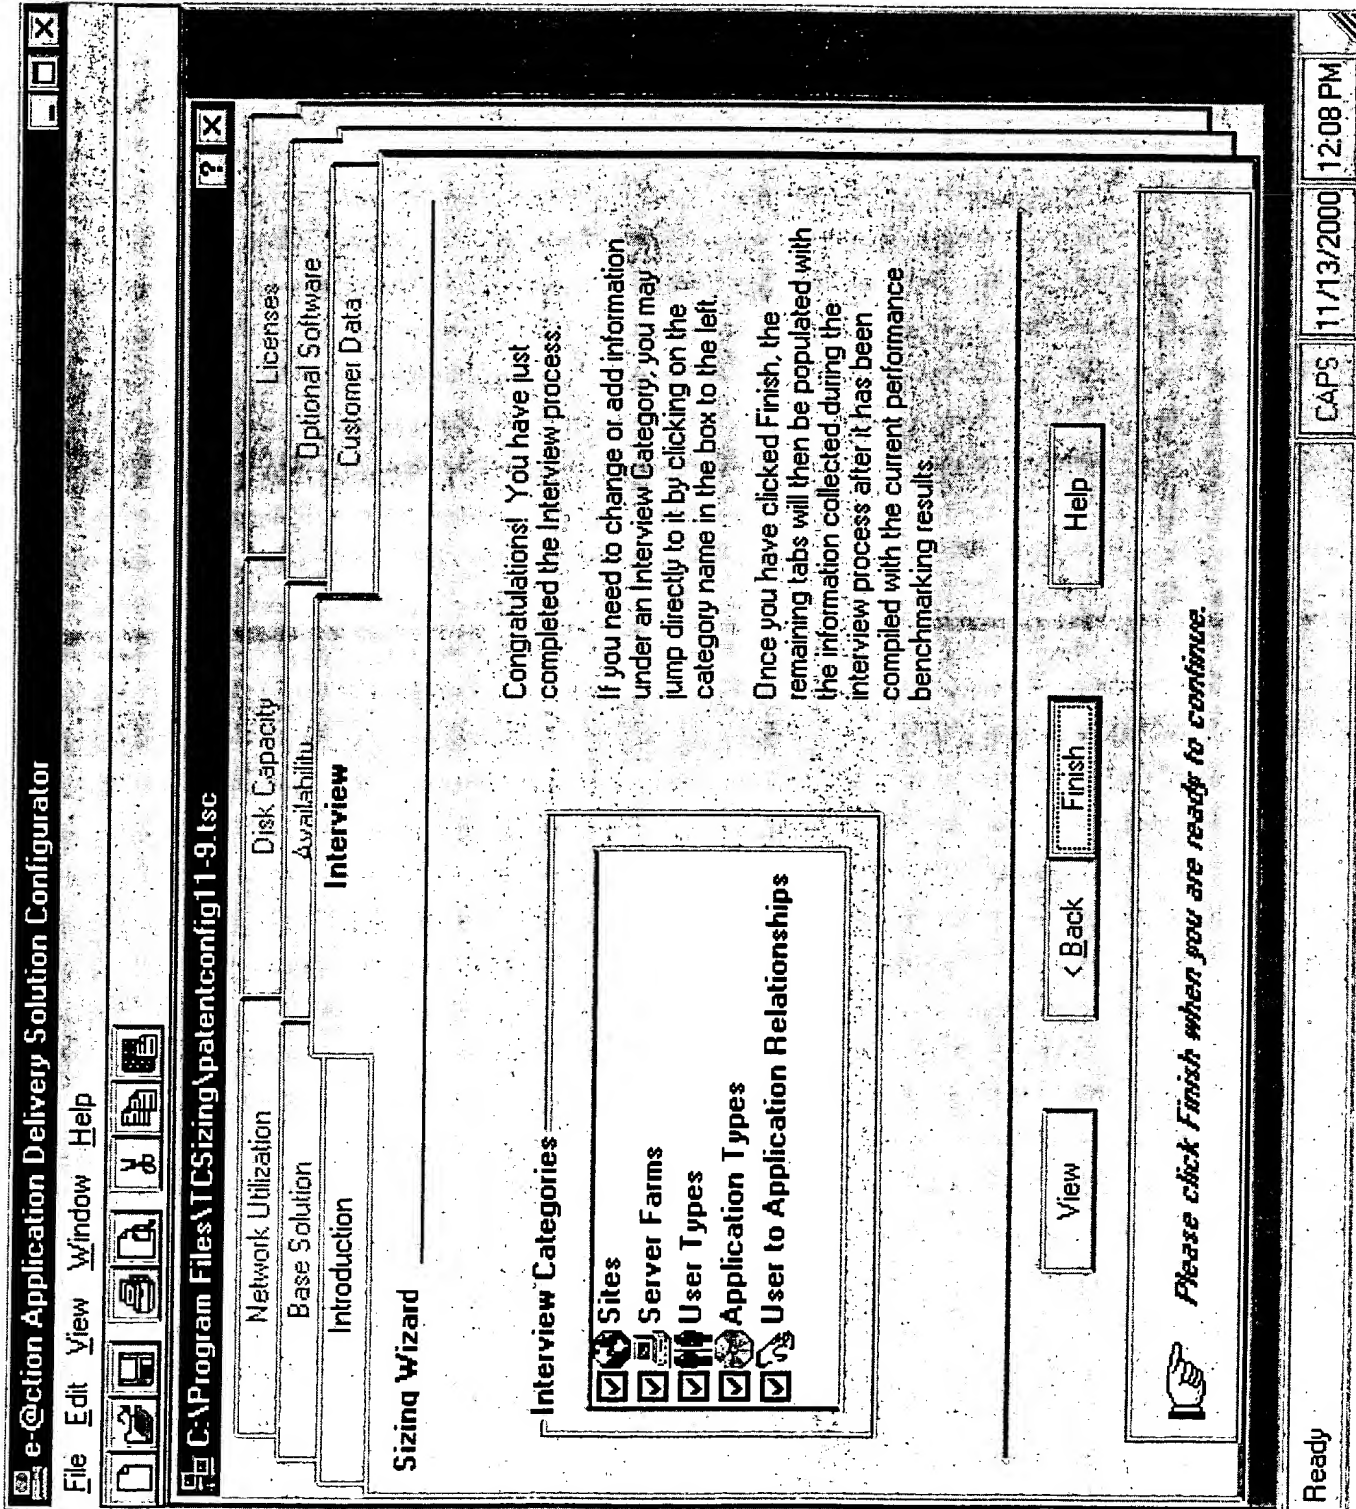 e-@ction Application Delivery Solution Configurator
File Edit View Window Help
C:\Program Files\TCSizing\patentconfig11-9.tsc
Network Utilization Disk Capacity Licenses
Base Solution Availability Optional Software
Introduction Interview Customer Data
Sizing Wizard
Interview Categories
Sites
Server Farms
User Types
Application Types
User to Application Relationships
Congratulations! You have just
completed the Interview process.
If you need to change or add information
under an Interview Category, you may
jump directly to it by clicking on the
category name in the box to the left.
Once you have clicked Finish, the
remaining tabs will then be populated with
the information collected during the
interview process after it has been
compiled with the current performance
benchmarking results.
View < Back Finish Help
Please click Finish when you are ready to continue.
Ready CAPS 11/13/2000 12:08 PM